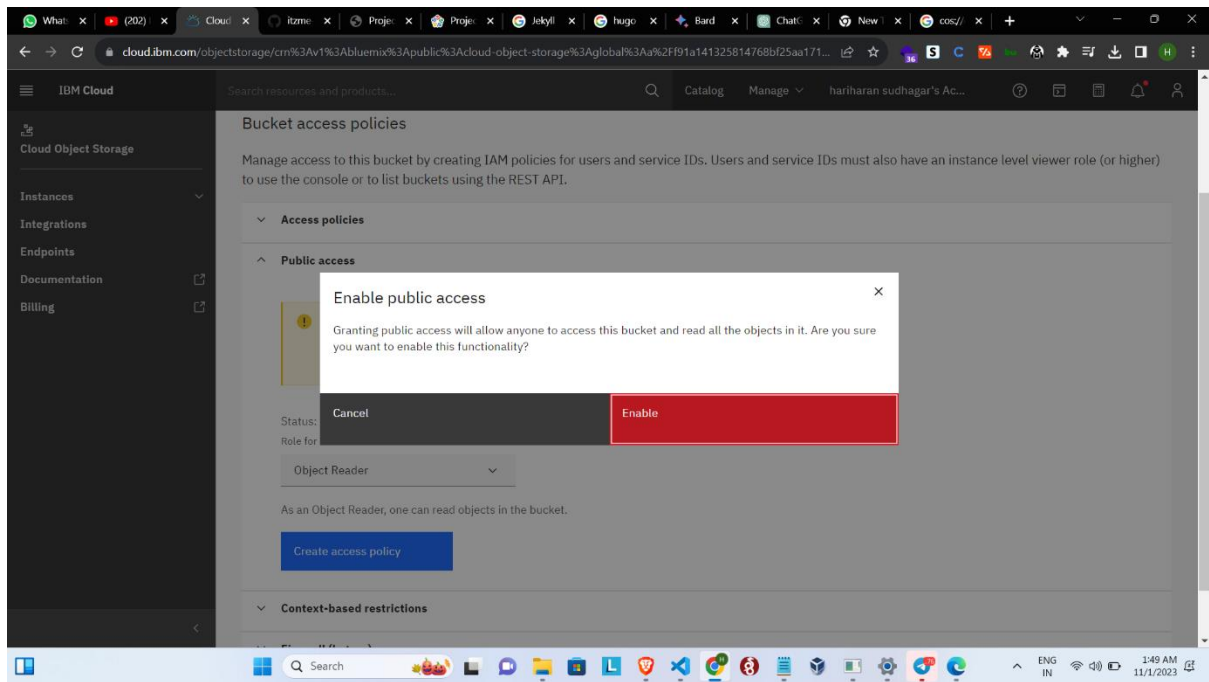 Whats
(202)
Cloud
itzme
Projec
Projec
Jekyll
hugo
Bard
ChatG
New T
cos://
cloud.ibm.com/objectstorage/crn%3Av1%3Abluemix%3Apublic%3Acloud-object-storage%3Aglobal%3Aa%2Ff91a141325814768bf25aa171...
36
S
C
H
IBM Cloud
Search resources and products...
Catalog
Manage
hariharan sudhagar's Ac...
Cloud Object Storage
Instances
Integrations
Endpoints
Documentation
Billing
Bucket access policies
Manage access to this bucket by creating IAM policies for users and service IDs. Users and service IDs must also have an instance level viewer role (or higher)
to use the console or to list buckets using the REST API.
Access policies
Public access
Enable public access
Granting public access will allow anyone to access this bucket and read all the objects in it. Are you sure
you want to enable this functionality?
Cancel
Enable
Status:
Role for
Object Reader
As an Object Reader, one can read objects in the bucket.
Create access policy
Context-based restrictions
Search
L
ENG
IN
1:49 AM
11/1/2023